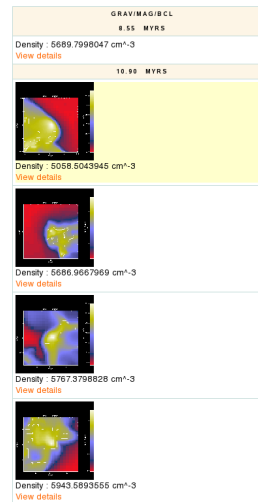 GRAV/MAG/BCL
8.55 MYRS
Density : 5689.7998047 cm^-3
View details
10.90 MYRS
Density : 5058.5043945 cm^-3
View details
Density : 5686.9667969 cm^-3
View details
Density : 5767.3798828 cm^-3
View details
Density : 5943.5893555 cm^-3
View details